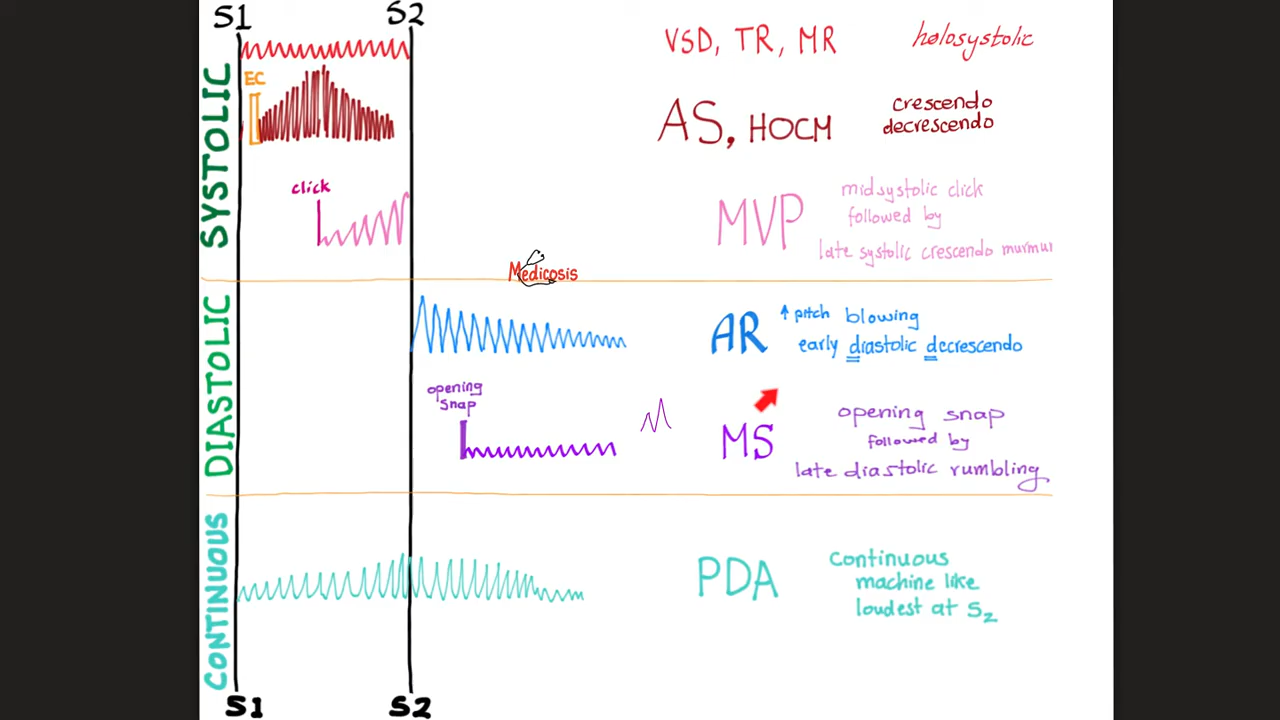 S1 S2
SYSTOLIC
VSD, TR, MR holosystolic
EC
AS, HOCM crescendo
decrescendo
click
MVP midsystolic click
followed by
late systolic crescendo murmur
Medicosis
DIASTOLIC
AR ↑ pitch blowing
early diastolic decrescendo
opening
snap
MS opening snap
followed by
late diastolic rumbling
CONTINUOUS
PDA Continuous
machine like
loudest at S2
S1 S2